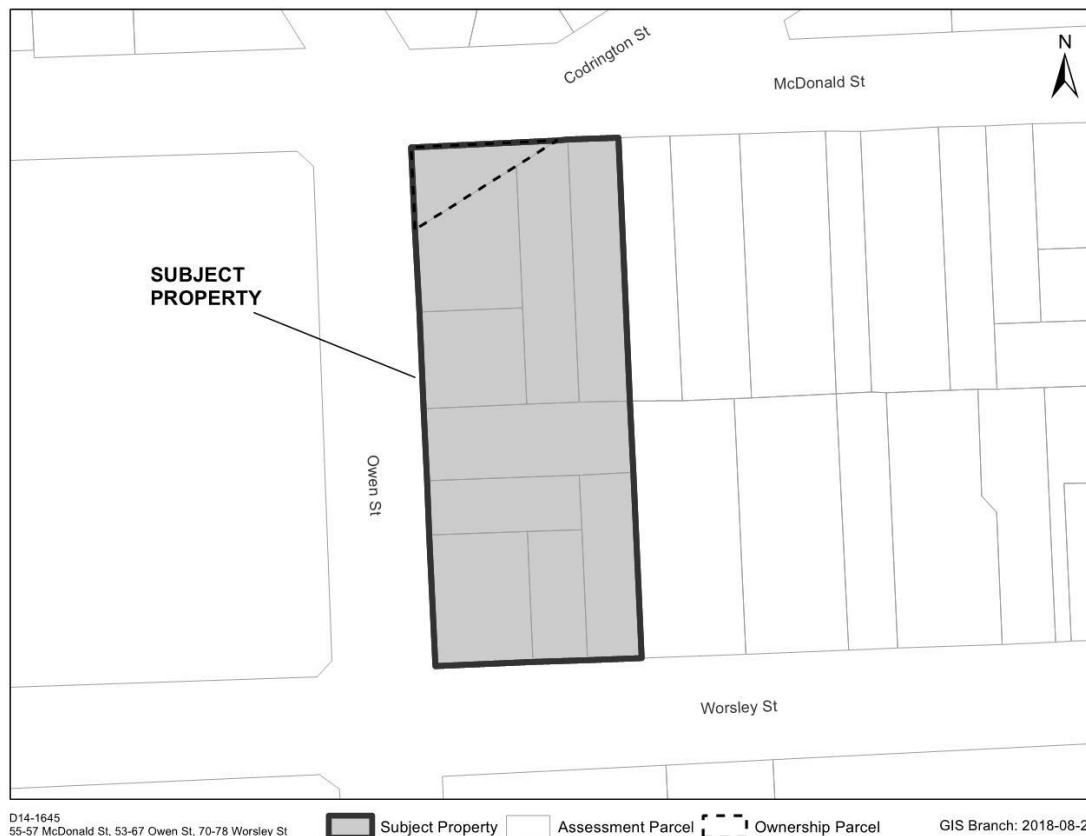 Codrington St
McDonald St
N
SUBJECT
PROPERTY
Owen St
Worsley St
D14-1645
55-57 McDonald St, 53-67 Owen St, 70-78 Worsley St
Subject Property
Assessment Parcel
Ownership Parcel
GIS Branch: 2018-08-2